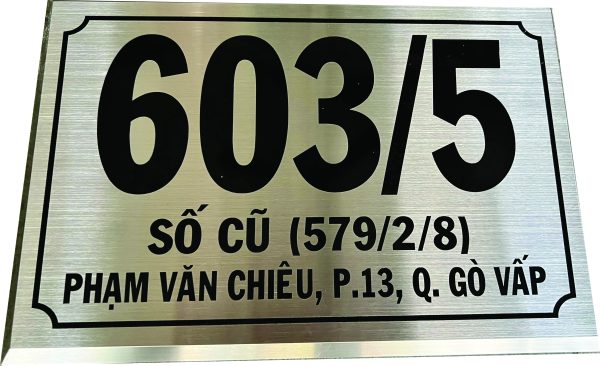 603/5
SỐ CŨ (579/2/8)
PHẠM VĂN CHIÊU, P.13, Q. GÒ VẤP